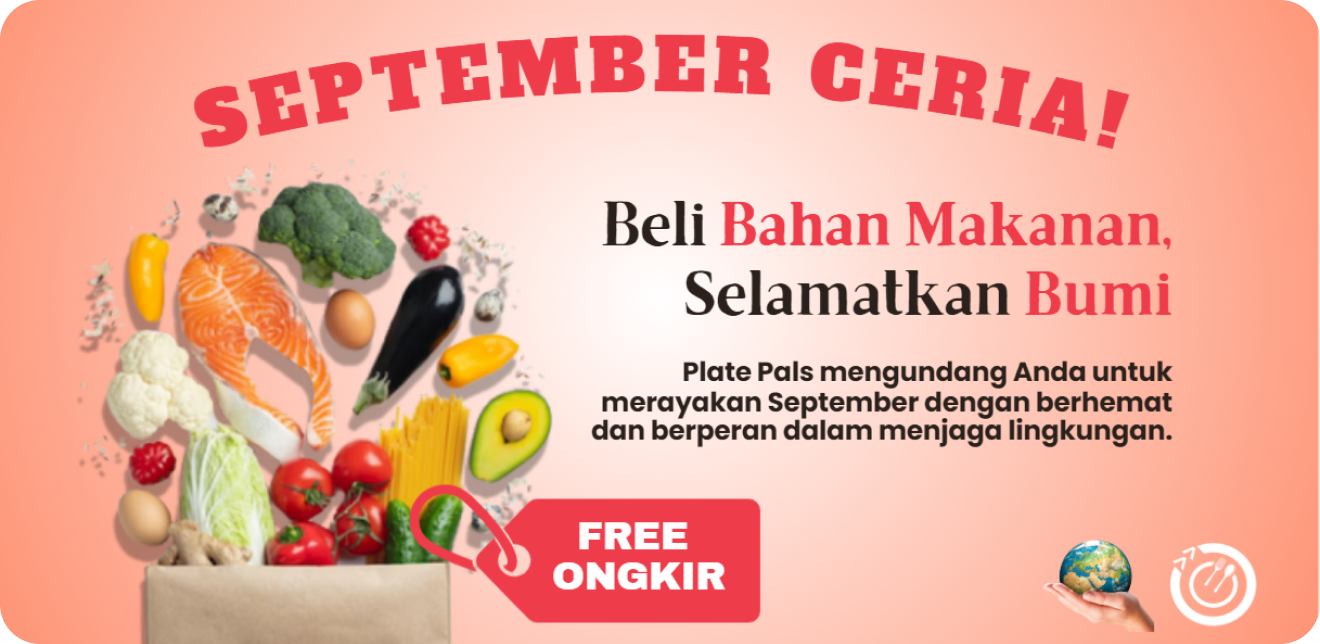 SEPTEMBER CERIA!
Beli Bahan Makanan,
Selamatkan Bumi
Plate Pals mengundang Anda untuk
merayakan September dengan berhemat
dan berperan dalam menjaga lingkungan.
FREE
ONGKIR